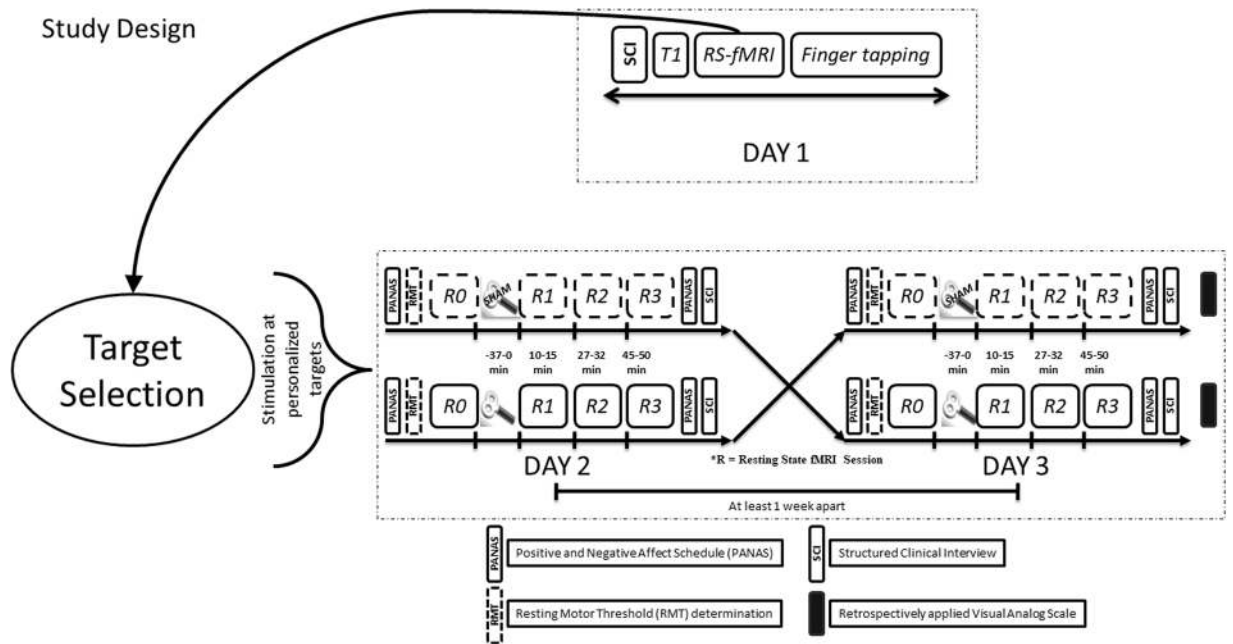 Study Design
SCI
T1
RS-fMRI
Finger tapping
DAY 1
Target
Selection
Stimulation at
personalized
targets
PANAS
RMT
R0
SHAM
R1
R2
R3
PANAS
SCI
PANAS
RMT
R0
SHAM
R1
R2
R3
PANAS
SCI
-37-0
min
10-15
min
27-32
min
45-50
min
-37-0
min
10-15
min
27-32
min
45-50
min
PANAS
RMT
R0
R1
R2
R3
PANAS
SCI
PANAS
RMT
R0
R1
R2
R3
PANAS
SCI
DAY 2
*R = Resting State fMRI Session
DAY 3
At least 1 week apart
PANAS
Positive and Negative Affect Schedule (PANAS)
SCI
Structured Clinical Interview
RMT
Resting Motor Threshold (RMT) determination
Retrospectively applied Visual Analog Scale